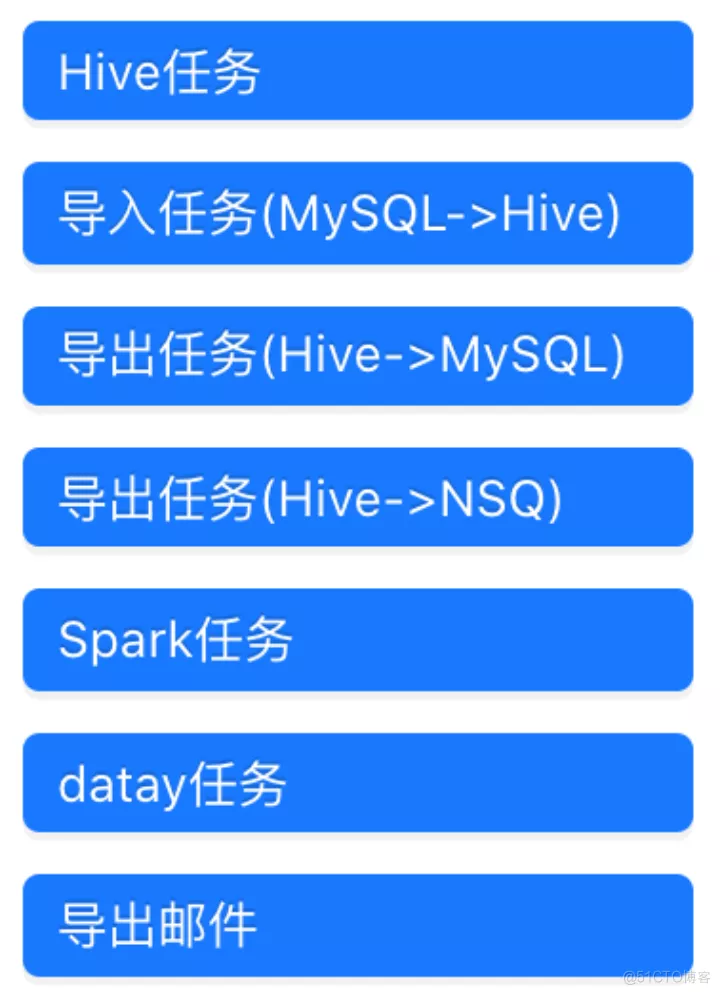 Hive任务
导入任务(MySQL->Hive)
导出任务(Hive->MySQL)
导出任务(Hive->NSQ)
Spark任务
datay任务
导出邮件
@51CTO博客